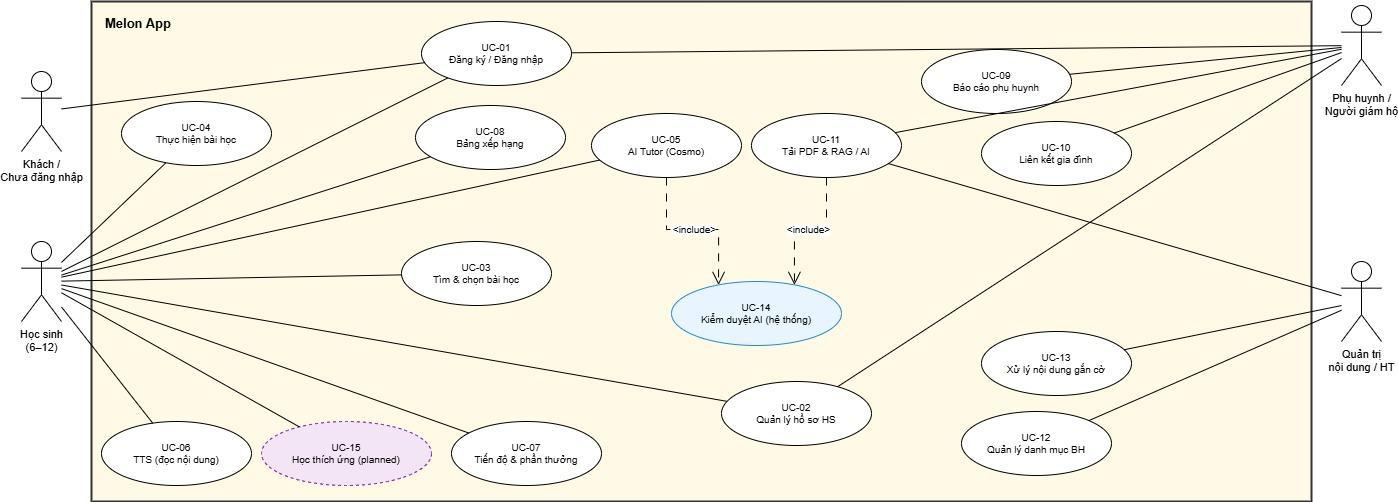 Melon App
UC-01
Đăng ký / Đăng nhập
UC-09
Báo cáo phụ huynh
Phụ huynh /
Người giám hộ
Khách /
Chưa đăng nhập
UC-04
Thực hiện bài học
UC-08
Bảng xếp hạng
UC-05
AI Tutor (Cosmo)
UC-11
Tải PDF & RAG / AI
UC-10
Liên kết gia đình
<include>
<include>
UC-03
Tìm & chọn bài học
UC-14
Kiểm duyệt AI (hệ thống)
Học sinh
(6–12)
Quản trị
nội dung / HT
UC-13
Xử lý nội dung gắn cờ
UC-02
Quản lý hồ sơ HS
UC-12
Quản lý danh mục BH
UC-06
TTS (đọc nội dung)
UC-15
Học thích ứng (planned)
UC-07
Tiến độ & phần thưởng